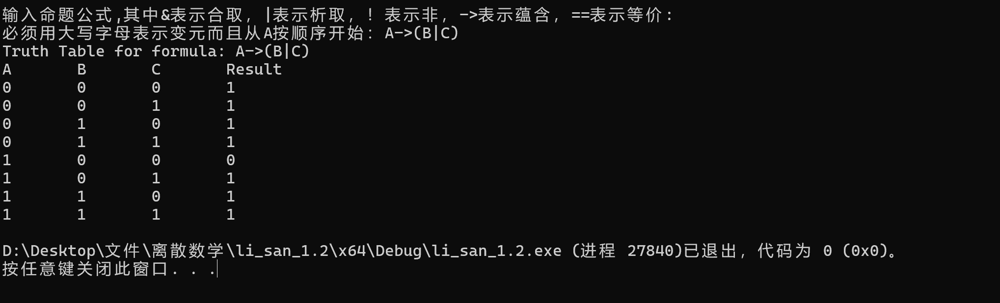 输入命题公式,其中&表示合取，|表示析取，！表示非，->表示蕴含，==表示等价：
必须用大写字母表示变元而且从A按顺序开始：A->(B|C)
Truth Table for formula: A->(B|C)
A B C Result
0 0 0 1
0 0 1 1
0 1 0 1
0 1 1 1
1 0 0 0
1 0 1 1
1 1 0 1
1 1 1 1
D:\Desktop\文件\离散数学\li_san_1.2\x64\Debug\li_san_1.2.exe (进程 27840)已退出，代码为 0 (0x0)。
按任意键关闭此窗口. . .